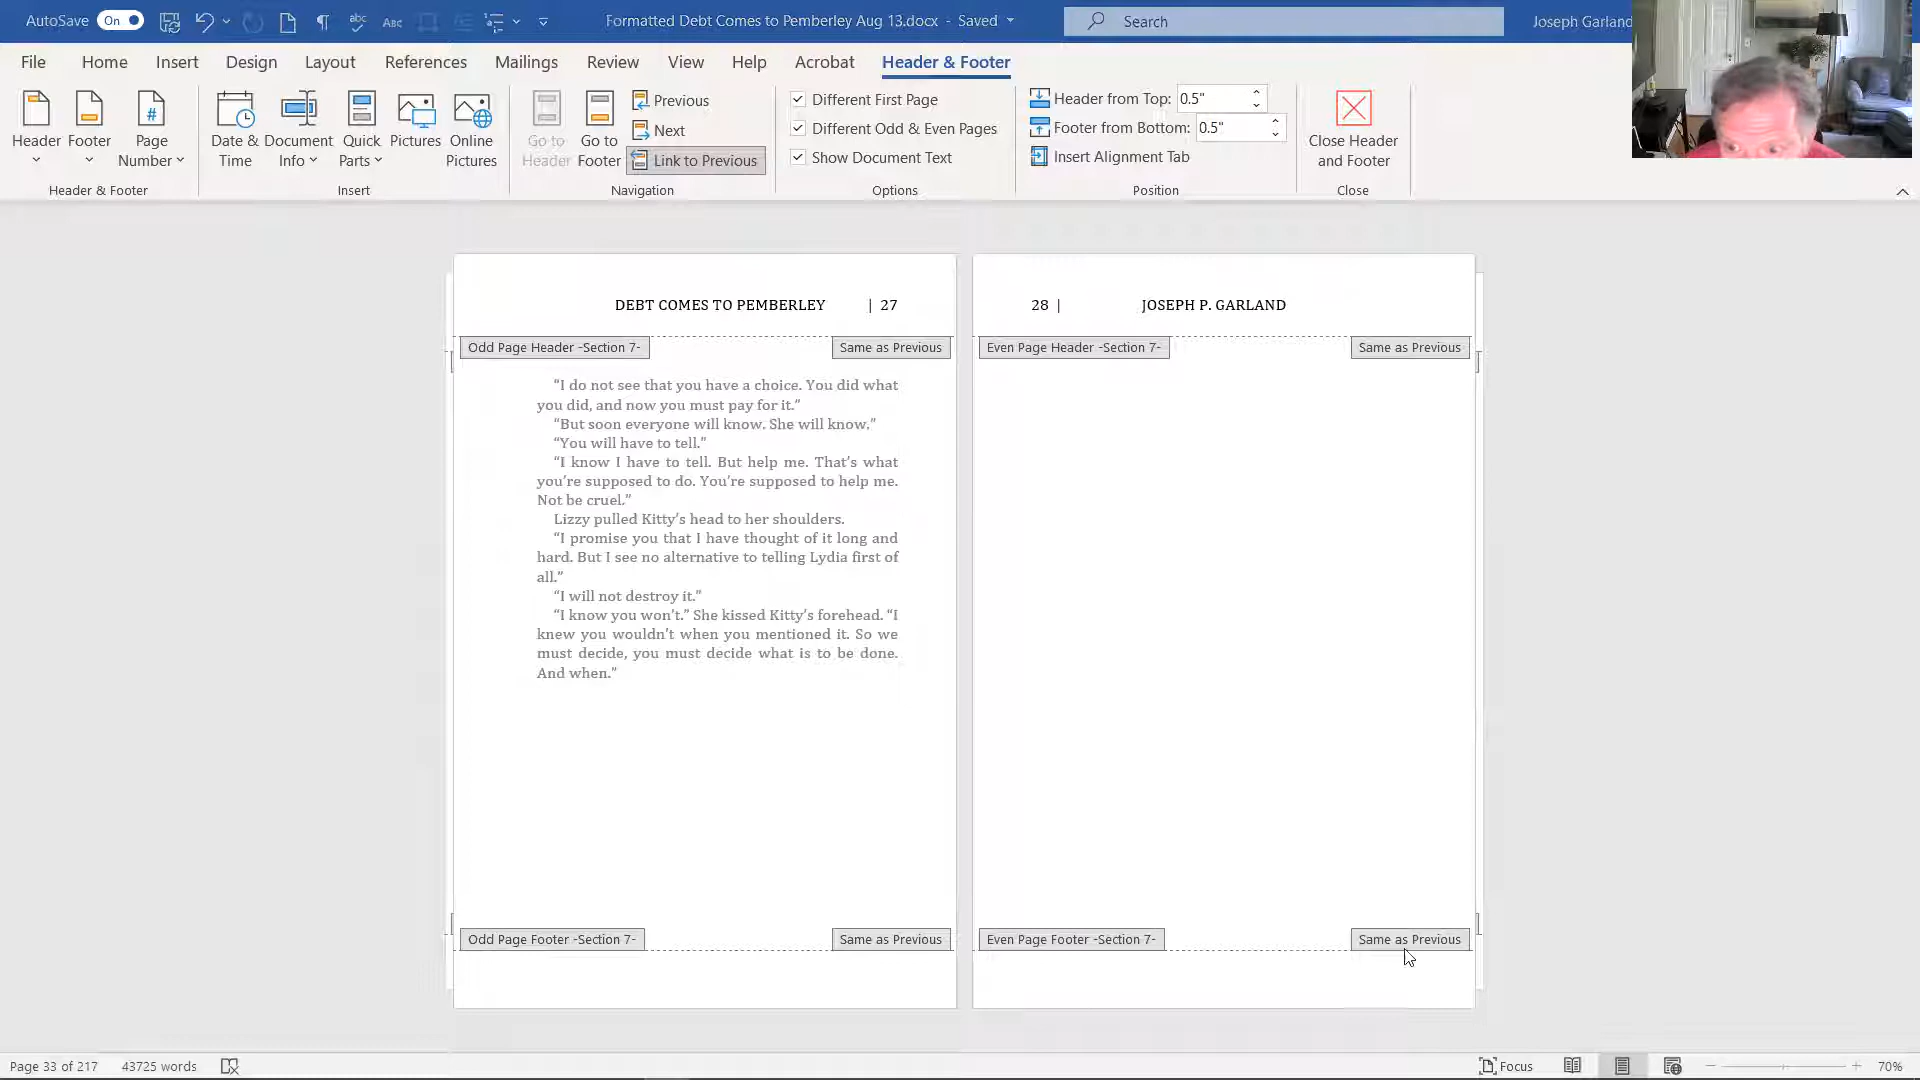 AutoSave On
Formatted Debt Comes to Pemberley Aug 13.docx - Saved
Search
Joseph Garland
File Home Insert Design Layout References Mailings Review View Help Acrobat Header & Footer
Header
Footer
Page Number
Header & Footer
Date & Time
Document Info
Quick Parts
Pictures
Online Pictures
Insert
Go to Header
Go to Footer
Previous
Next
Link to Previous
Navigation
Different First Page
Different Odd & Even Pages
Show Document Text
Options
Header from Top: 0.5"
Footer from Bottom: 0.5"
Insert Alignment Tab
Position
Close Header and Footer
Close
DEBT COMES TO PEMBERLEY | 27
Odd Page Header -Section 7- Same as Previous
“I do not see that you have a choice. You did what
you did, and now you must pay for it.”
“But soon everyone will know. She will know.”
“You will have to tell.”
“I know I have to tell. But help me. That’s what
you’re supposed to do. You’re supposed to help me.
Not be cruel.”
Lizzy pulled Kitty’s head to her shoulders.
“I promise you that I have thought of it long and
hard. But I see no alternative to telling Lydia first of
all.”
“I will not destroy it.”
“I know you won’t.” She kissed Kitty’s forehead. “I
knew you wouldn’t when you mentioned it. So we
must decide, you must decide what is to be done.
And when.”
Odd Page Footer -Section 7- Same as Previous
28 | JOSEPH P. GARLAND
Even Page Header -Section 7- Same as Previous
Even Page Footer -Section 7- Same as Previous
Page 33 of 217 43725 words
Focus
70%